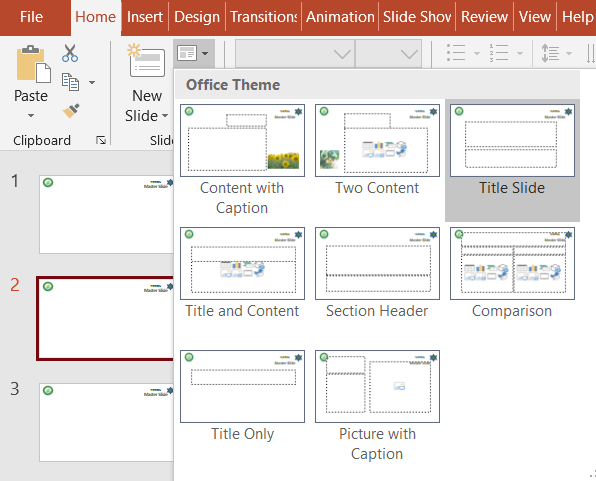 File Home Insert Design Transitions Animation Slide Shov Review View Help
Paste
New
Slide
Clipboard
Slide
Office Theme
Master Slide
Master Slide
Master Slide
Content with
Caption
Two Content
Title Slide
Master Slide
Master Slide
Master Slide
Title and Content
Section Header
Comparison
Master Slide
Master Slide
Title Only
Picture with
Caption
1
Master Slide
2
Master Slide
3
Master Slide